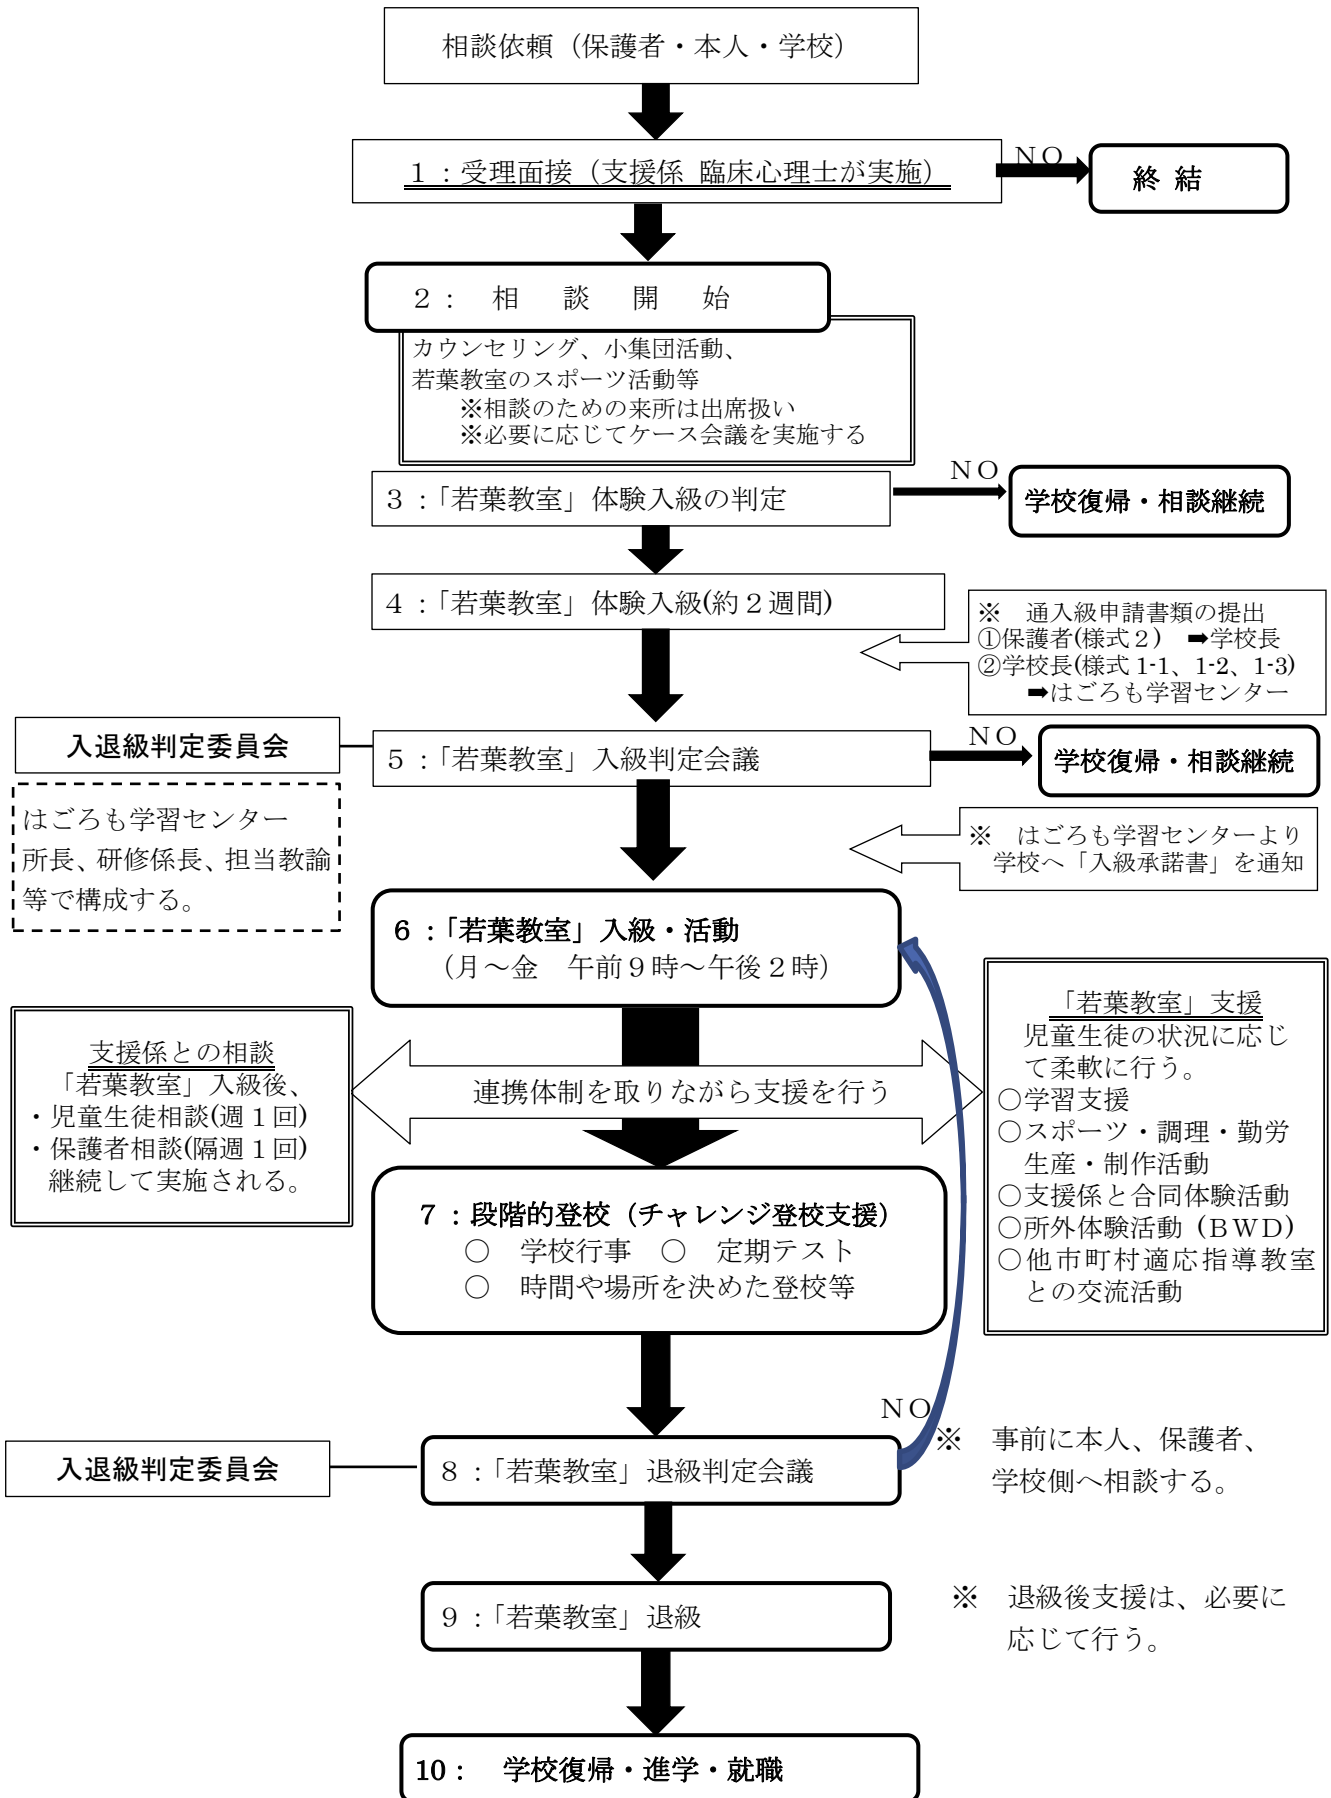 相談依頼（保護者・本人・学校）
１：受理面接（支援係 臨床心理士が実施）
ＮＯ
終 結
２： 相 談 開 始
カウンセリング、小集団活動、
若葉教室のスポーツ活動等
※相談のための来所は出席扱い
※必要に応じてケース会議を実施する
３：「若葉教室」体験入級の判定
ＮＯ
学校復帰・相談継続
４：「若葉教室」体験入級(約２週間)
※ 通入級申請書類の提出
①保護者(様式２) ➡学校長
②学校長(様式 1-1、1-2、1-3)
➡はごろも学習センター
入退級判定委員会
５：「若葉教室」入級判定会議
ＮＯ
学校復帰・相談継続
はごろも学習センター
所長、研修係長、担当教諭
等で構成する。
※ はごろも学習センターより
学校へ「入級承諾書」を通知
６：「若葉教室」入級・活動
（月～金 午前９時～午後２時）
支援係との相談
「若葉教室」入級後、
・児童生徒相談(週１回)
・保護者相談(隔週１回)
継続して実施される。
連携体制を取りながら支援を行う
「若葉教室」支援
児童生徒の状況に応じ
て柔軟に行う。
○学習支援
○スポーツ・調理・勤労
生産・制作活動
○支援係と合同体験活動
○所外体験活動（ＢＷＤ）
○他市町村適応指導教室
との交流活動
７：段階的登校（チャレンジ登校支援）
○ 学校行事 ○ 定期テスト
○ 時間や場所を決めた登校等
ＮＯ
※ 事前に本人、保護者、
学校側へ相談する。
入退級判定委員会
８：「若葉教室」退級判定会議
９：「若葉教室」退級
※ 退級後支援は、必要に
応じて行う。
10： 学校復帰・進学・就職